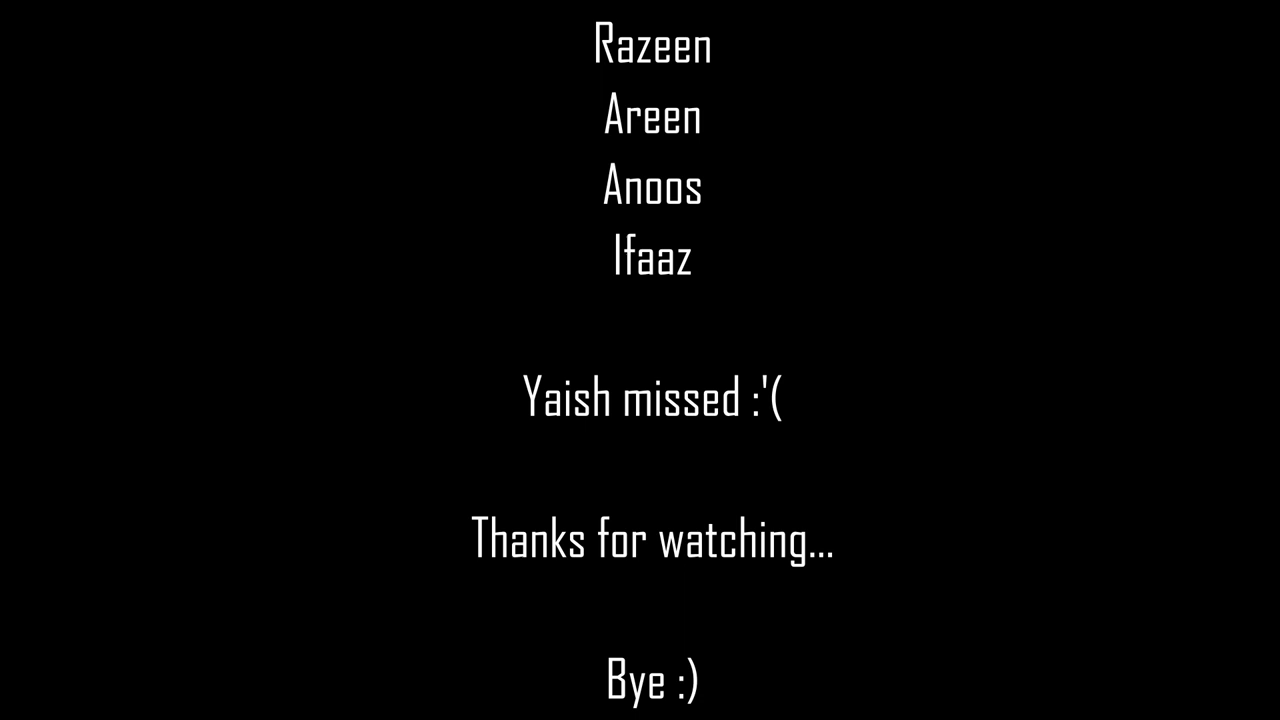 Razeen
Areen
Anoos
Ifaaz
Yaish missed :'(
Thanks for watching...
Bye :)